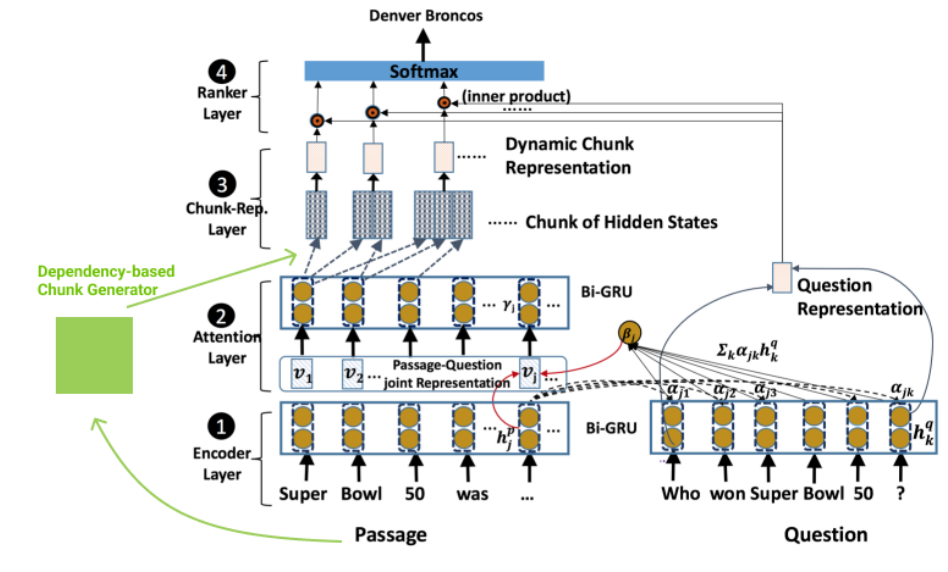 Denver Broncos
4
Ranker
Layer
Softmax
(inner product)
......
3
Chunk-Rep.
Layer
...... Dynamic Chunk
Representation
...... Chunk of Hidden States
Dependency-based
Chunk Generator
2
Attention
Layer
... γj ...
Bi-GRU
v1 v2 ... Passage-Question
joint Representation vj ...
βj
Σk αjk hk^q
Question
Representation
1
Encoder
Layer
... hj^p ...
Bi-GRU
αj1 αj2 αj3 αjk
hk^q
Super Bowl 50 was ...
...
Who won Super Bowl 50 ?
Passage
Question